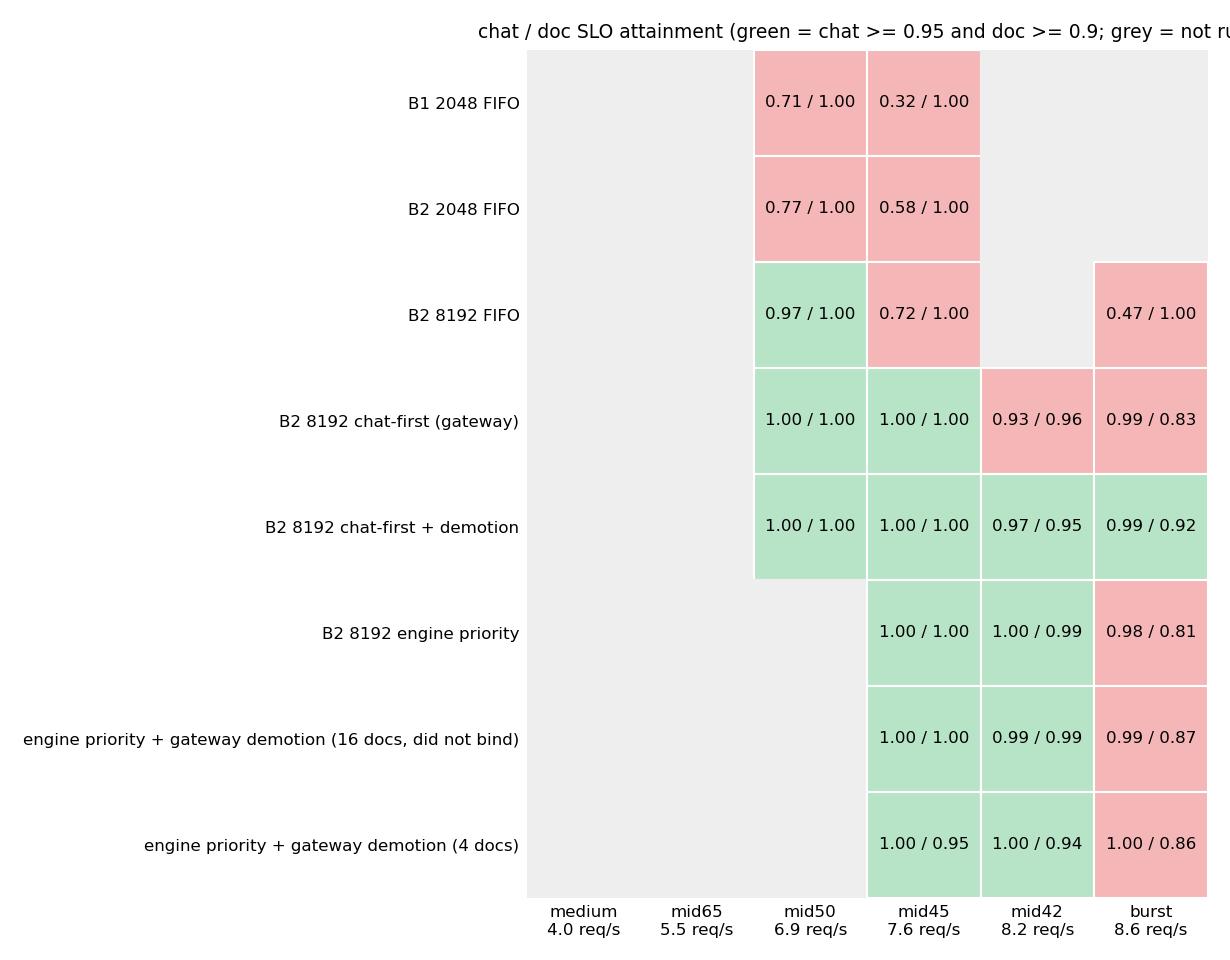 chat / doc SLO attainment (green = chat >= 0.95 and doc >= 0.9; grey = not ru
B1 2048 FIFO 0.71 / 1.00 0.32 / 1.00
B2 2048 FIFO 0.77 / 1.00 0.58 / 1.00
B2 8192 FIFO 0.97 / 1.00 0.72 / 1.00 0.47 / 1.00
B2 8192 chat-first (gateway) 1.00 / 1.00 1.00 / 1.00 0.93 / 0.96 0.99 / 0.83
B2 8192 chat-first + demotion 1.00 / 1.00 1.00 / 1.00 0.97 / 0.95 0.99 / 0.92
B2 8192 engine priority 1.00 / 1.00 1.00 / 0.99 0.98 / 0.81
engine priority + gateway demotion (16 docs, did not bind) 1.00 / 1.00 0.99 / 0.99 0.99 / 0.87
engine priority + gateway demotion (4 docs) 1.00 / 0.95 1.00 / 0.94 1.00 / 0.86
medium mid65 mid50 mid45 mid42 burst
4.0 req/s 5.5 req/s 6.9 req/s 7.6 req/s 8.2 req/s 8.6 req/s